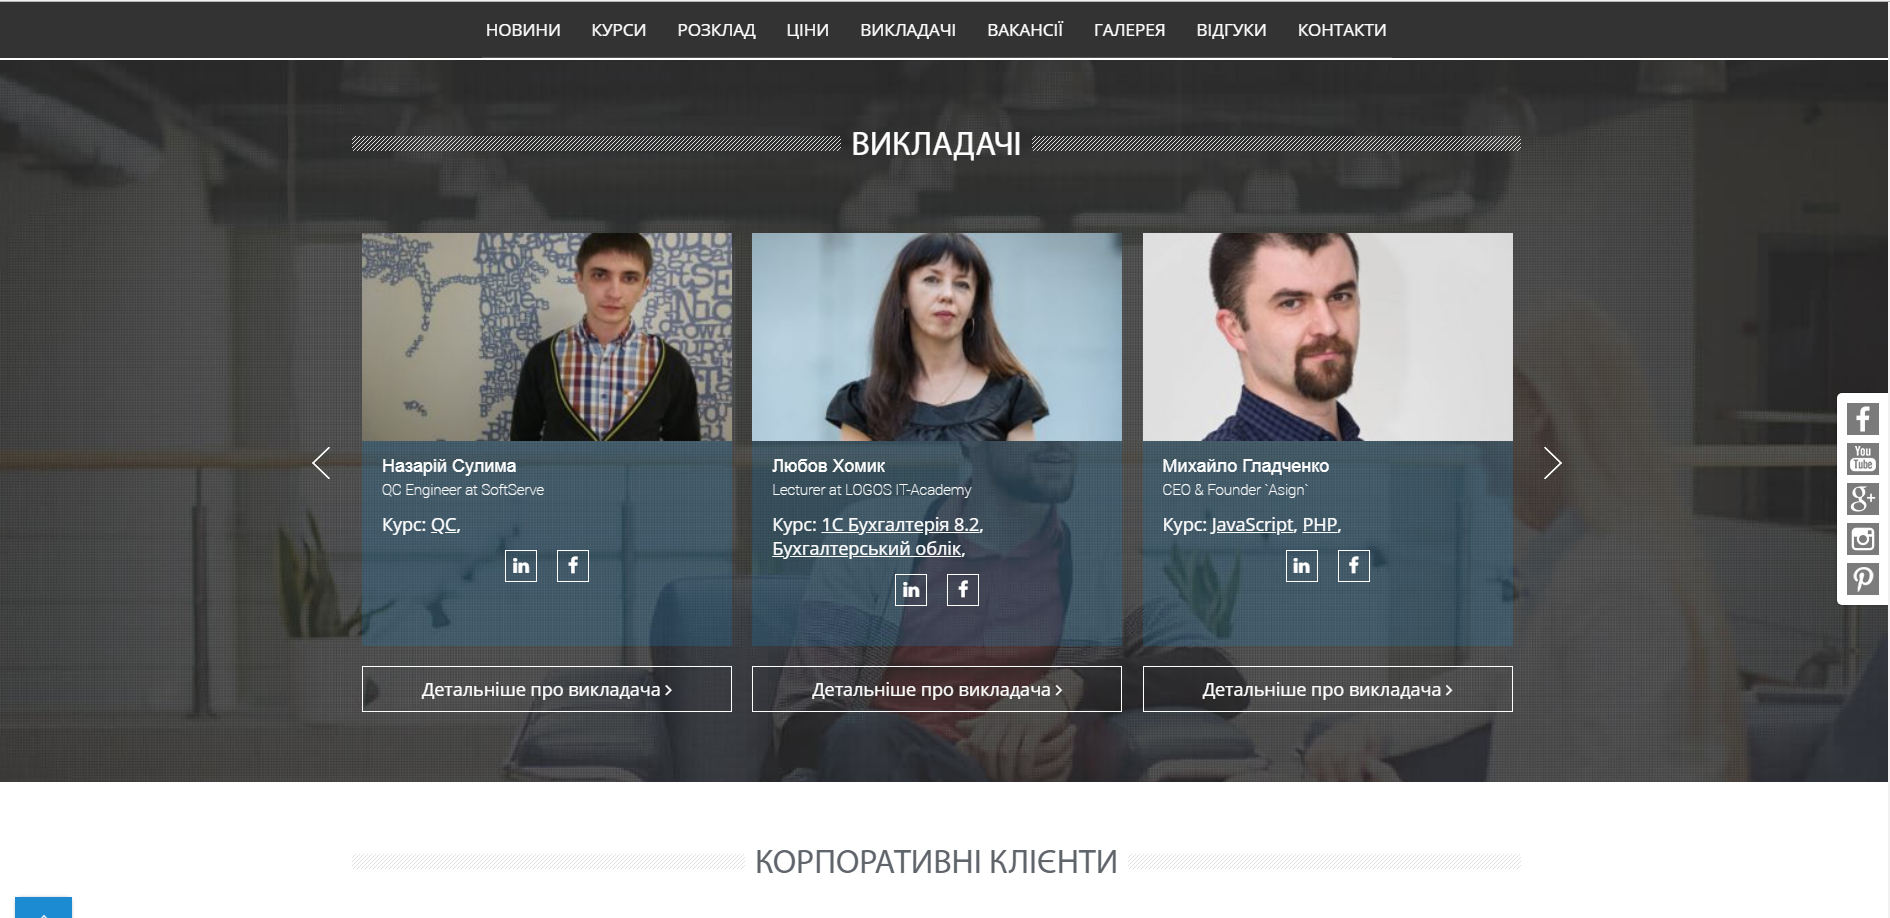 НОВИНИ КУРСИ РОЗКЛАД ЦІНИ ВИКЛАДАЧІ ВАКАНСІЇ ГАЛЕРЕЯ ВІДГУКИ КОНТАКТИ
ВИКЛАДАЧІ
Назарій Сулима
QC Engineer at SoftServe
Курс: QC,
Детальніше про викладача
Любов Хомик
Lecturer at LOGOS IT-Academy
Курс: 1С Бухгалтерія 8.2,
Бухгалтерський облік,
Детальніше про викладача
Михайло Гладченко
CEO & Founder `Asign`
Курс: JavaScript, PHP,
Детальніше про викладача
You
Tube
g+
КОРПОРАТИВНІ КЛІЄНТИ